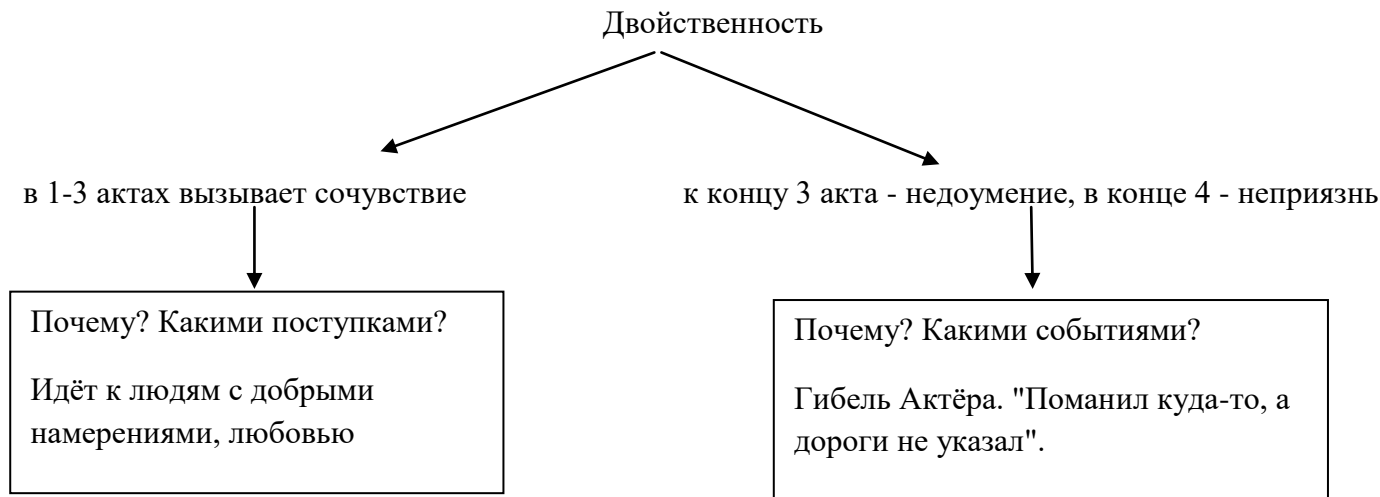 Двойственность
в 1-3 актах вызывает сочувствие
к концу 3 акта - недоумение, в конце 4 - неприязнь
Почему? Какими поступками?
Идёт к людям с добрыми
намерениями, любовью
Почему? Какими событиями?
Гибель Актёра. "Поманил куда-то, а
дороги не указал".